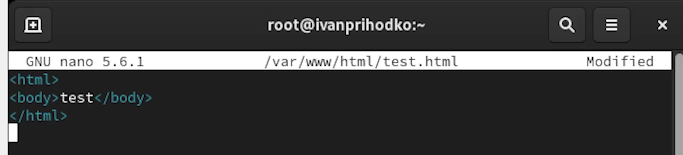 root@ivanprihodko:~
GNU nano 5.6.1 /var/www/html/test.html Modified
<html>
<body>test</body>
</html>